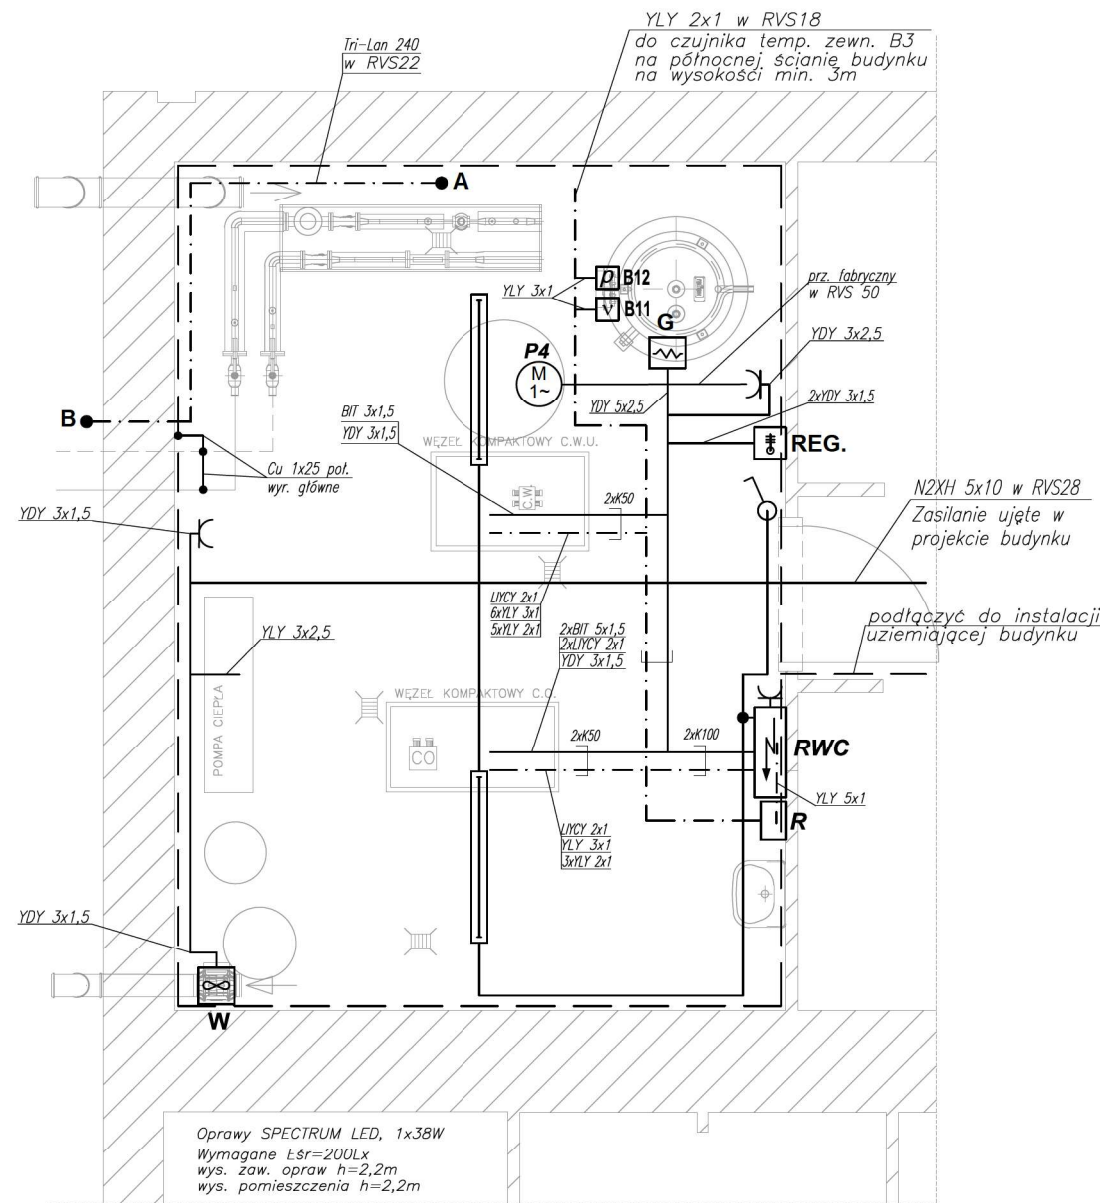 YLY 2x1 w RVS18
do czujnika temp. zewn. B3
na północnej ścianie budynku
na wysokości min. 3m
Tri-Lan 240
w RVS22
A
B12
p
YLY 3x1
B11
v
prz. fabryczny
w RVS 50
G
P4
M
1~
YDY 3x2,5
YDY 5x2,5
2xYDY 3x1,5
B
BIT 3x1,5
YDY 3x1,5
WĘZEŁ KOMPAKTOWY C.W.U.
REG.
Cu 1x25 poł.
wyr. główne
C.W.
2xK50
N2XH 5x10 w RVS28
Zasilanie ujęte w
projekcie budynku
YDY 3x1,5
LIYCY 2x1
6xYLY 3x1
5xYLY 2x1
podłączyć do instalacji
uziemiającej budynku
YLY 3x2,5
2xBIT 5x1,5
2xLIYCY 2x1
YDY 3x1,5
WĘZEŁ KOMPAKTOWY C.O.
POMPA CIEPŁA
CO
2xK50
2xK100
RWC
YLY 5x1
R
LIYCY 2x1
YLY 3x1
3xYLY 2x1
YDY 3x1,5
W
Oprawy SPECTRUM LED, 1x38W
Wymagane Eśr=200Lx
wys. zaw. opraw h=2,2m
wys. pomieszczenia h=2,2m